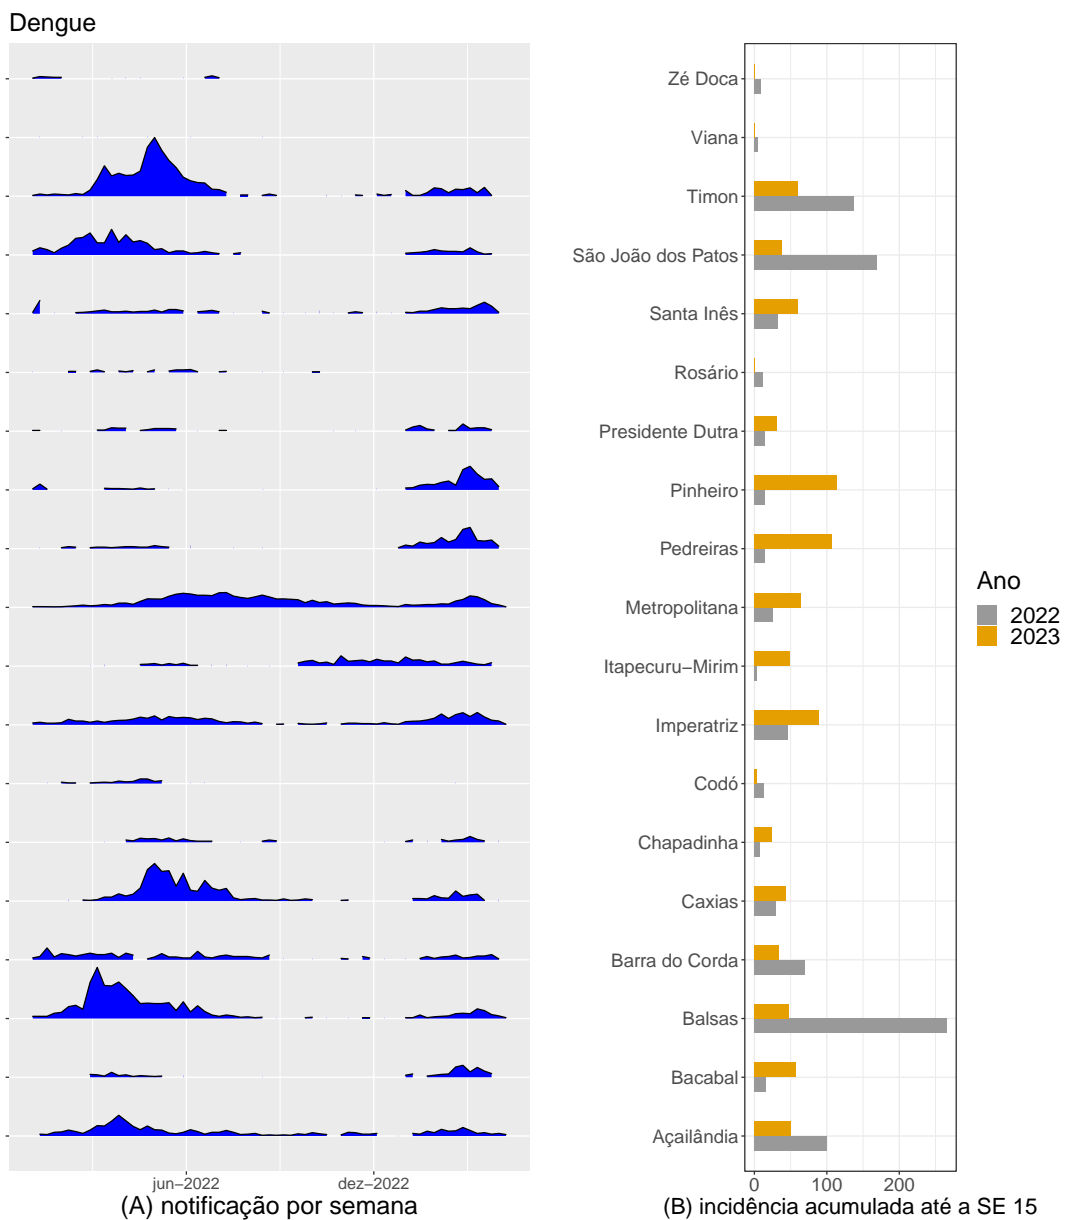 Dengue
Zé Doca
Viana
Timon
São João dos Patos
Santa Inês
Rosário
Presidente Dutra
Pinheiro
Pedreiras
Metropolitana
Itapecuru−Mirim
Imperatriz
Codó
Chapadinha
Caxias
Barra do Corda
Balsas
Bacabal
Açailândia
Ano
2022
2023
jun−2022 dez−2022
0 100 200
(A) notificação por semana
(B) incidência acumulada até a SE 15